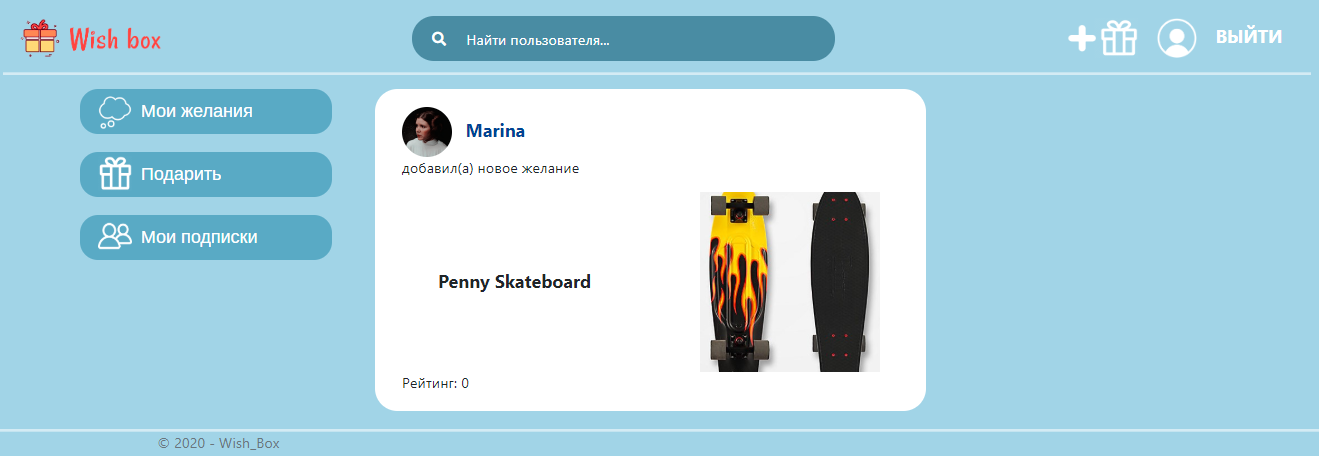 Wish box
Найти пользователя...
ВЫЙТИ
Мои желания
Подарить
Мои подписки
Marina
добавил(а) новое желание
Penny Skateboard
Рейтинг: 0
© 2020 - Wish_Box